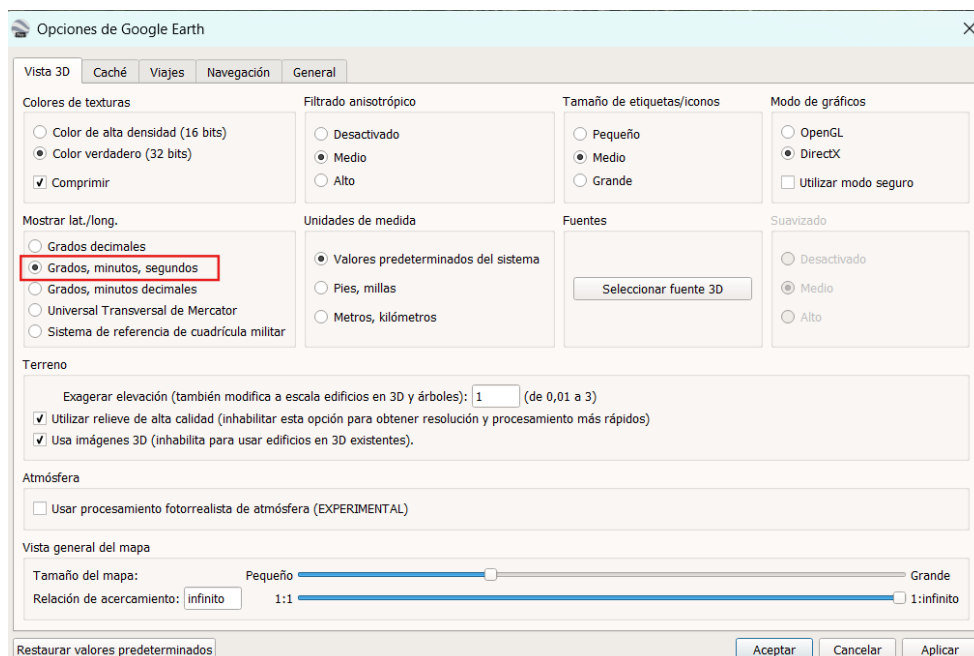 Opciones de Google Earth
Vista 3D Caché Viajes Navegación General
Colores de texturas
Color de alta densidad (16 bits)
Color verdadero (32 bits)
Comprimir
Filtrado anisotrópico
Desactivado
Medio
Alto
Tamaño de etiquetas/iconos
Pequeño
Medio
Grande
Modo de gráficos
OpenGL
DirectX
Utilizar modo seguro
Mostrar lat./long.
Grados decimales
Grados, minutos, segundos
Grados, minutos decimales
Universal Transversal de Mercator
Sistema de referencia de cuadrícula militar
Unidades de medida
Valores predeterminados del sistema
Pies, millas
Metros, kilómetros
Fuentes
Seleccionar fuente 3D
Suavizado
Desactivado
Medio
Alto
Terreno
Exagerar elevación (también modifica a escala edificios en 3D y árboles): 1 (de 0,01 a 3)
Utilizar relieve de alta calidad (inhabilitar esta opción para obtener resolución y procesamiento más rápidos)
Usa imágenes 3D (inhabilita para usar edificios en 3D existentes).
Atmósfera
Usar procesamiento fotorrealista de atmósfera (EXPERIMENTAL)
Vista general del mapa
Tamaño del mapa: Pequeño Grande
Relación de acercamiento: infinito 1:1 1:infinito
Restaurar valores predeterminados Aceptar Cancelar Aplicar